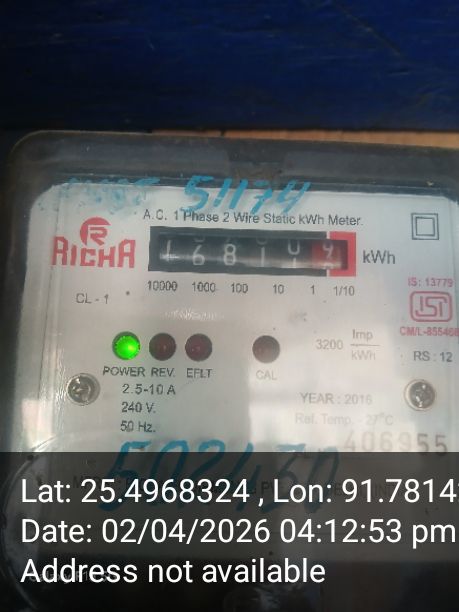 51174
A.C. 1 Phase 2 Wire Static kWh Meter.
RICHA
kWh
10000 1000 100 10 1 1/10
CL - 1
IS: 13779
ISI
CM/L-855468
RS : 12
3200 Imp/kWh
POWER REV. EFLT CAL
2.5-10 A
240 V.
50 Hz.
YEAR : 2016
Ref. Temp. -27°C
406955
502430
Lat: 25.4968324 , Lon: 91.7814
Date: 02/04/2026 04:12:53 pm
Address not available